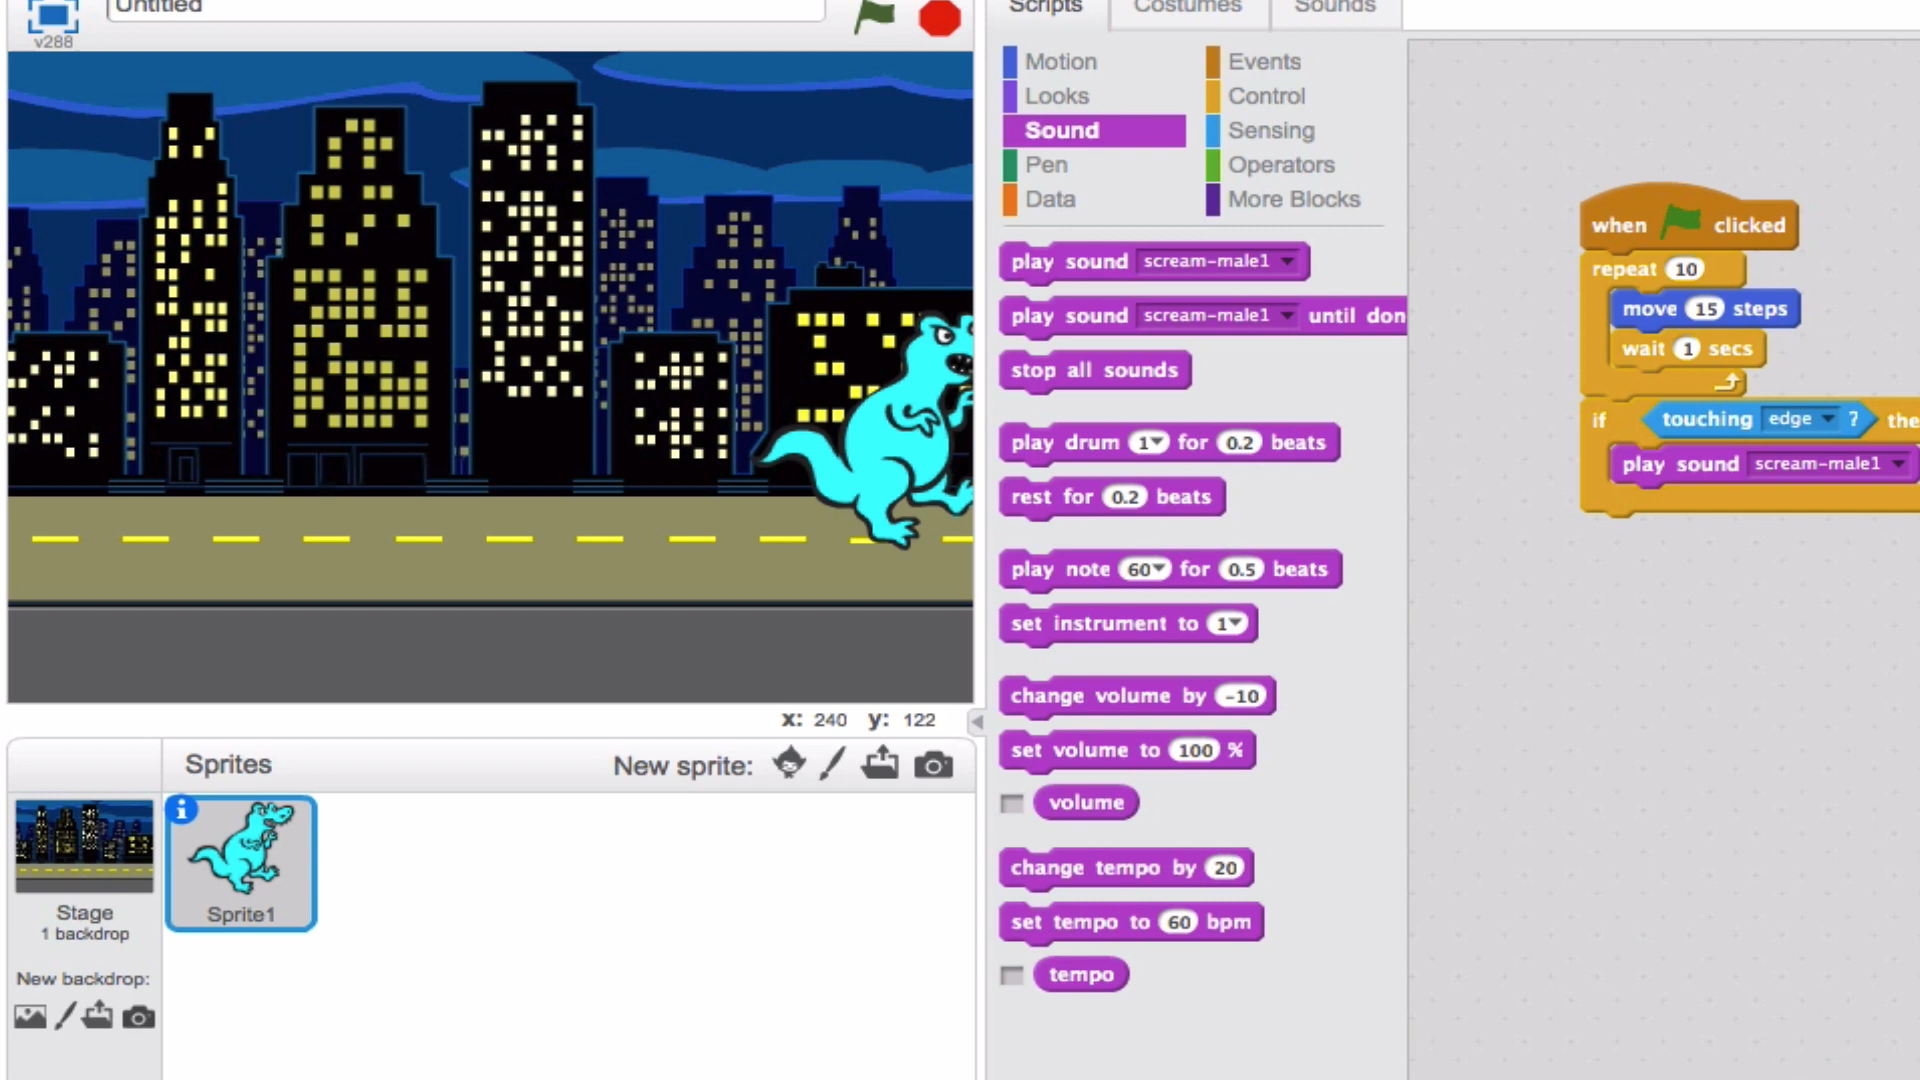 Untitled
v288
Scripts
Costumes
Sounds
Motion
Looks
Sound
Pen
Data
Events
Control
Sensing
Operators
More Blocks
play sound scream-male1
play sound scream-male1 until don
stop all sounds
play drum 1 for 0.2 beats
rest for 0.2 beats
play note 60 for 0.5 beats
set instrument to 1
change volume by -10
set volume to 100 %
volume
change tempo by 20
set tempo to 60 bpm
tempo
when clicked
repeat 10
move 15 steps
wait 1 secs
if touching edge ? the
play sound scream-male1
x: 240 y: 122
Sprites
New sprite:
Stage
1 backdrop
New backdrop:
i
Sprite1